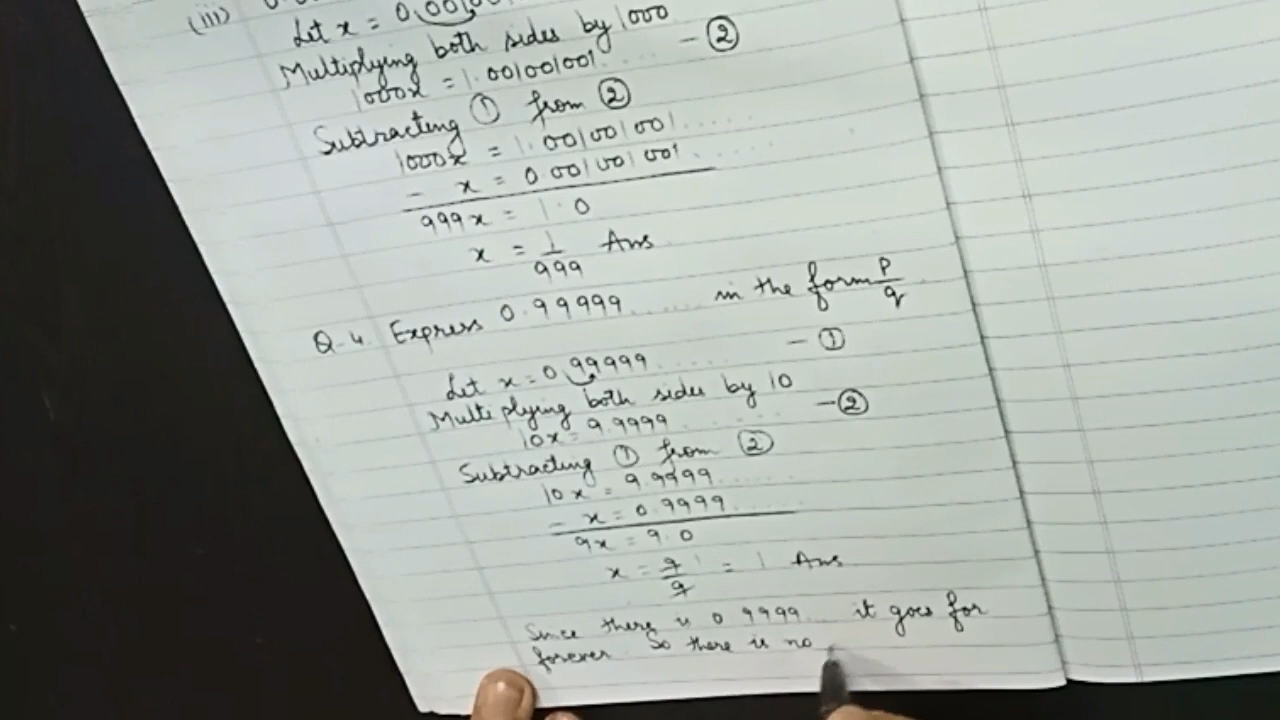 (iii) 0.
Let x = 0.001001
Multiplying both sides by 1000
1000x = 1.001001001..... - ②
Subtracting ① from ②
1000x = 1.001001001.....
- x = 0.001001001.....
999x = 1.0
x = 1/999 Ans
Q-4. Express 0.99999....... in the form p/q
Let x = 0.99999...... - ①
Multiplying both sides by 10
10x = 9.9999...... - ②
Subtracting ① from ②
10x = 9.9999......
- x = 0.9999......
9x = 9.0
x = 9/9 = 1 Ans
Since there is 0.9999... it goes for
forever. So there is no